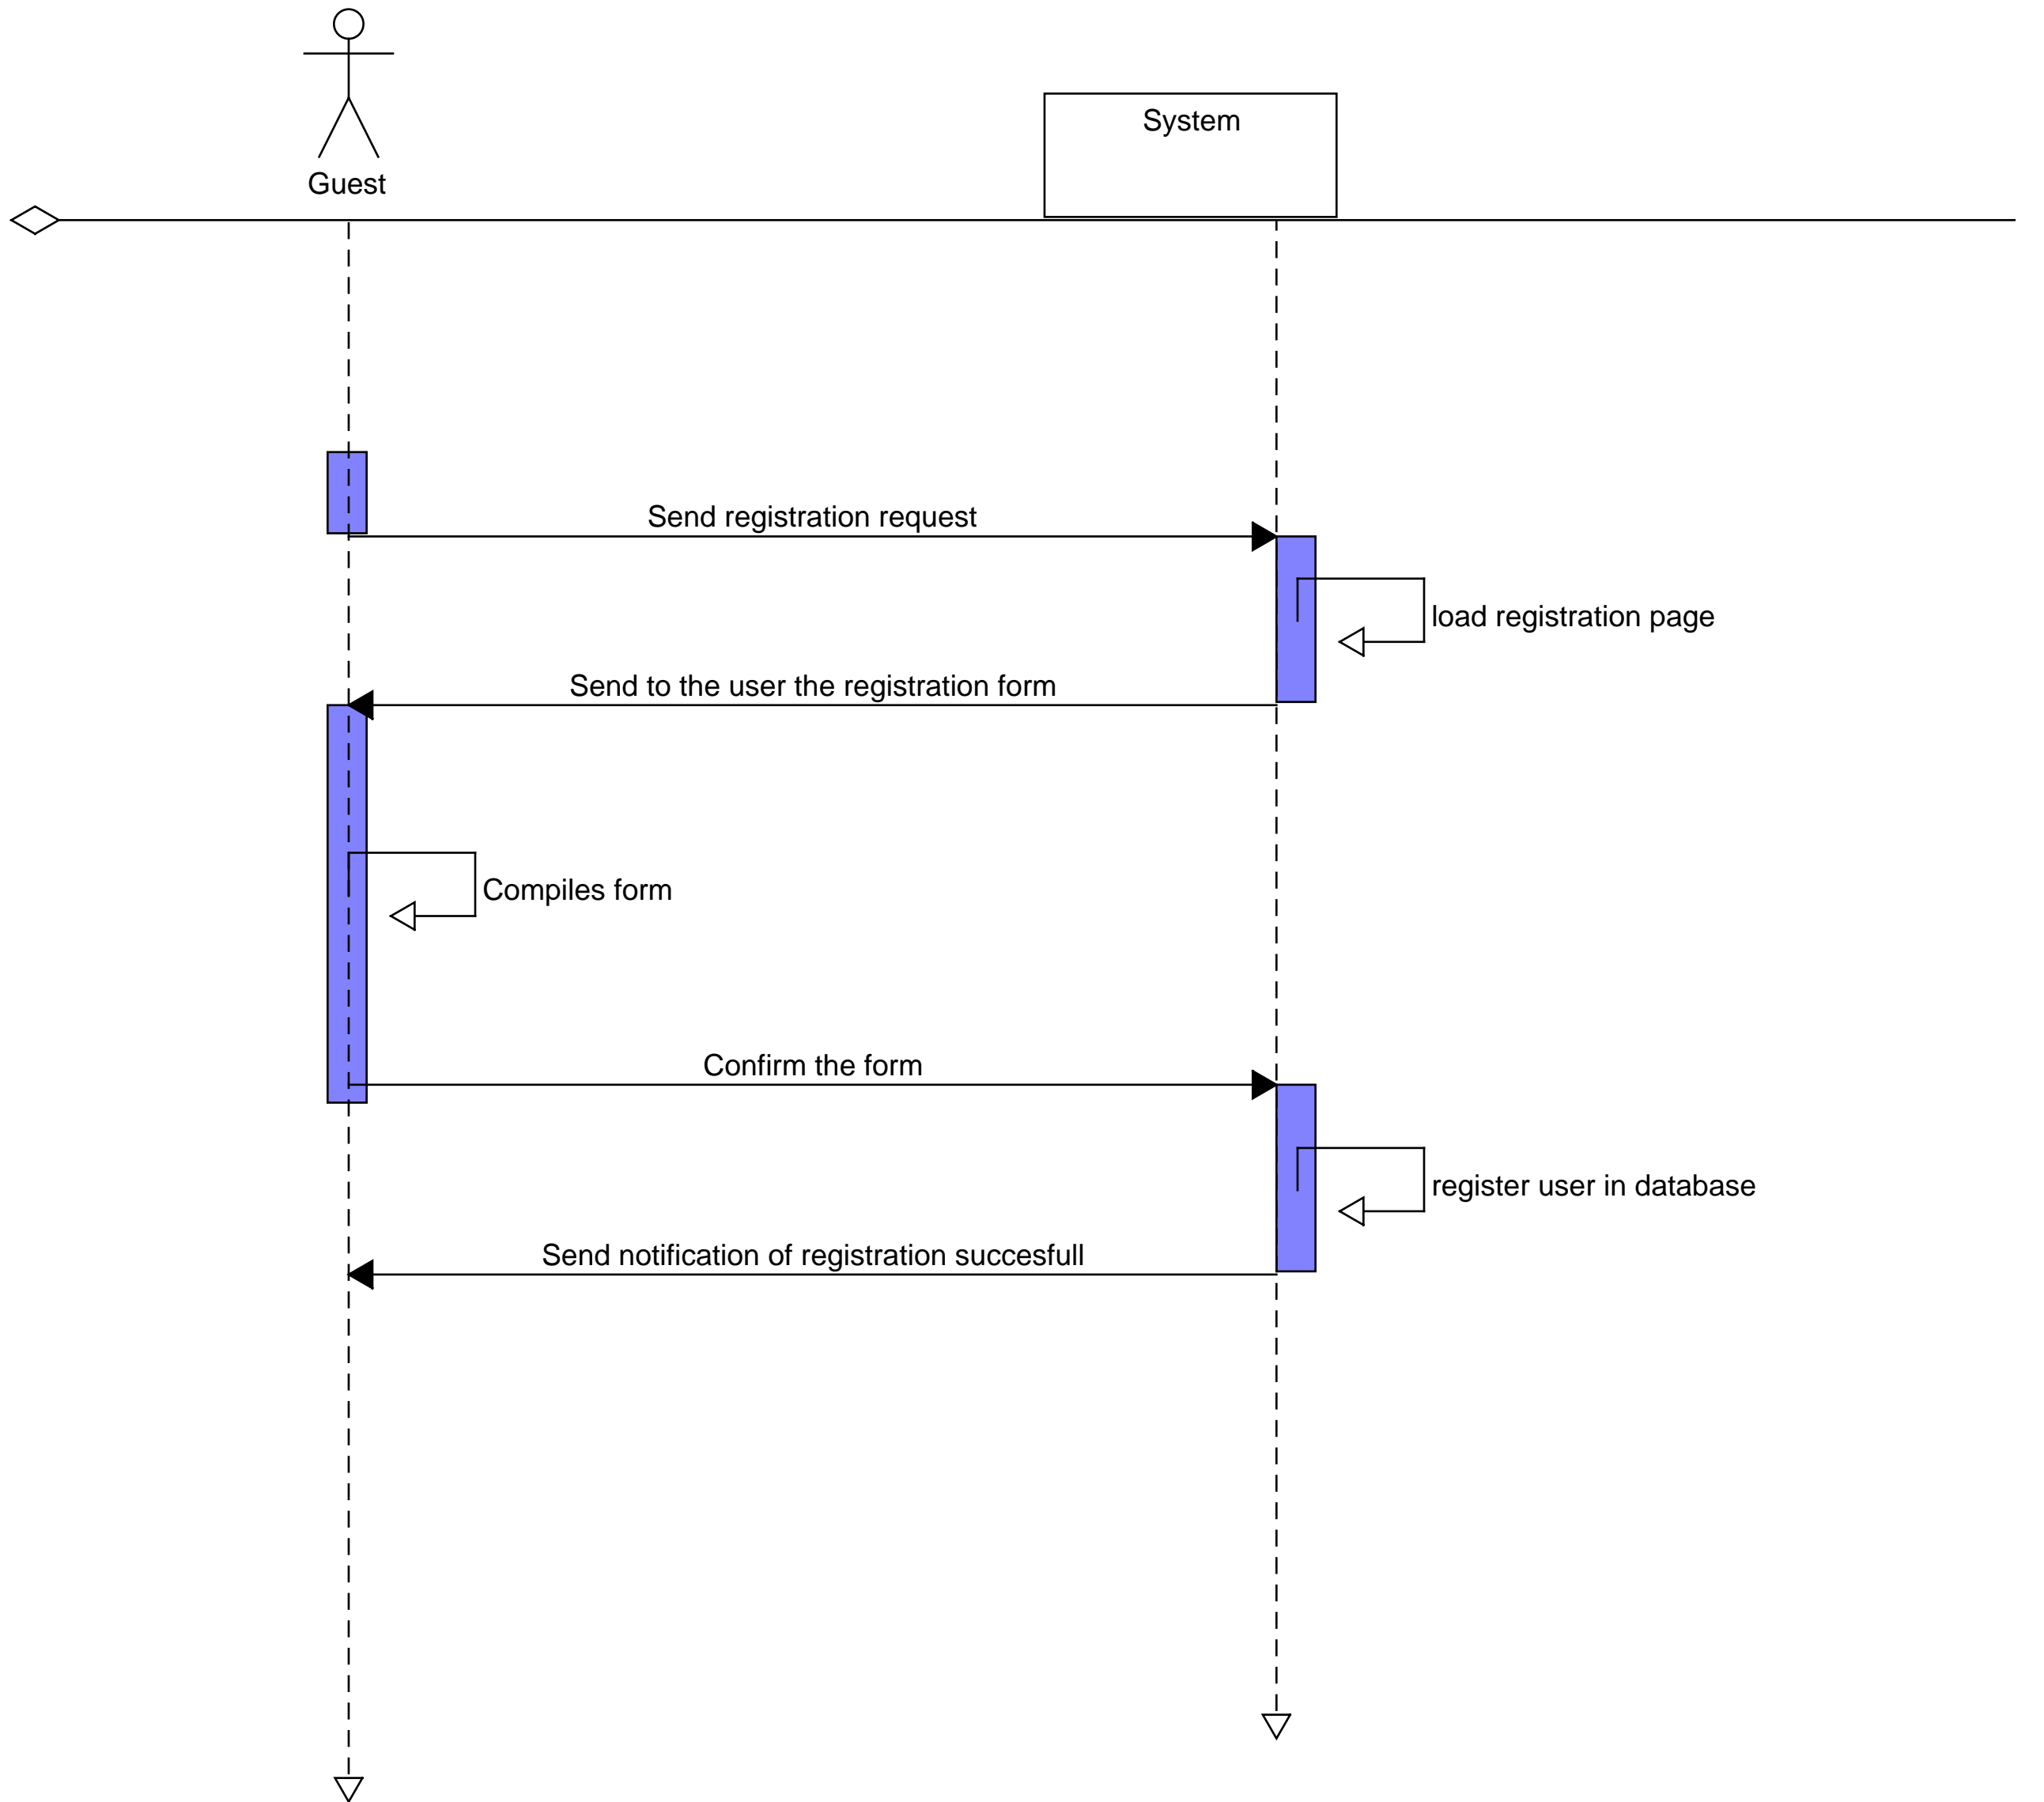 Guest
System
Send registration request
load registration page
Send to the user the registration form
Compiles form
Confirm the form
register user in database
Send notification of registration succesfull